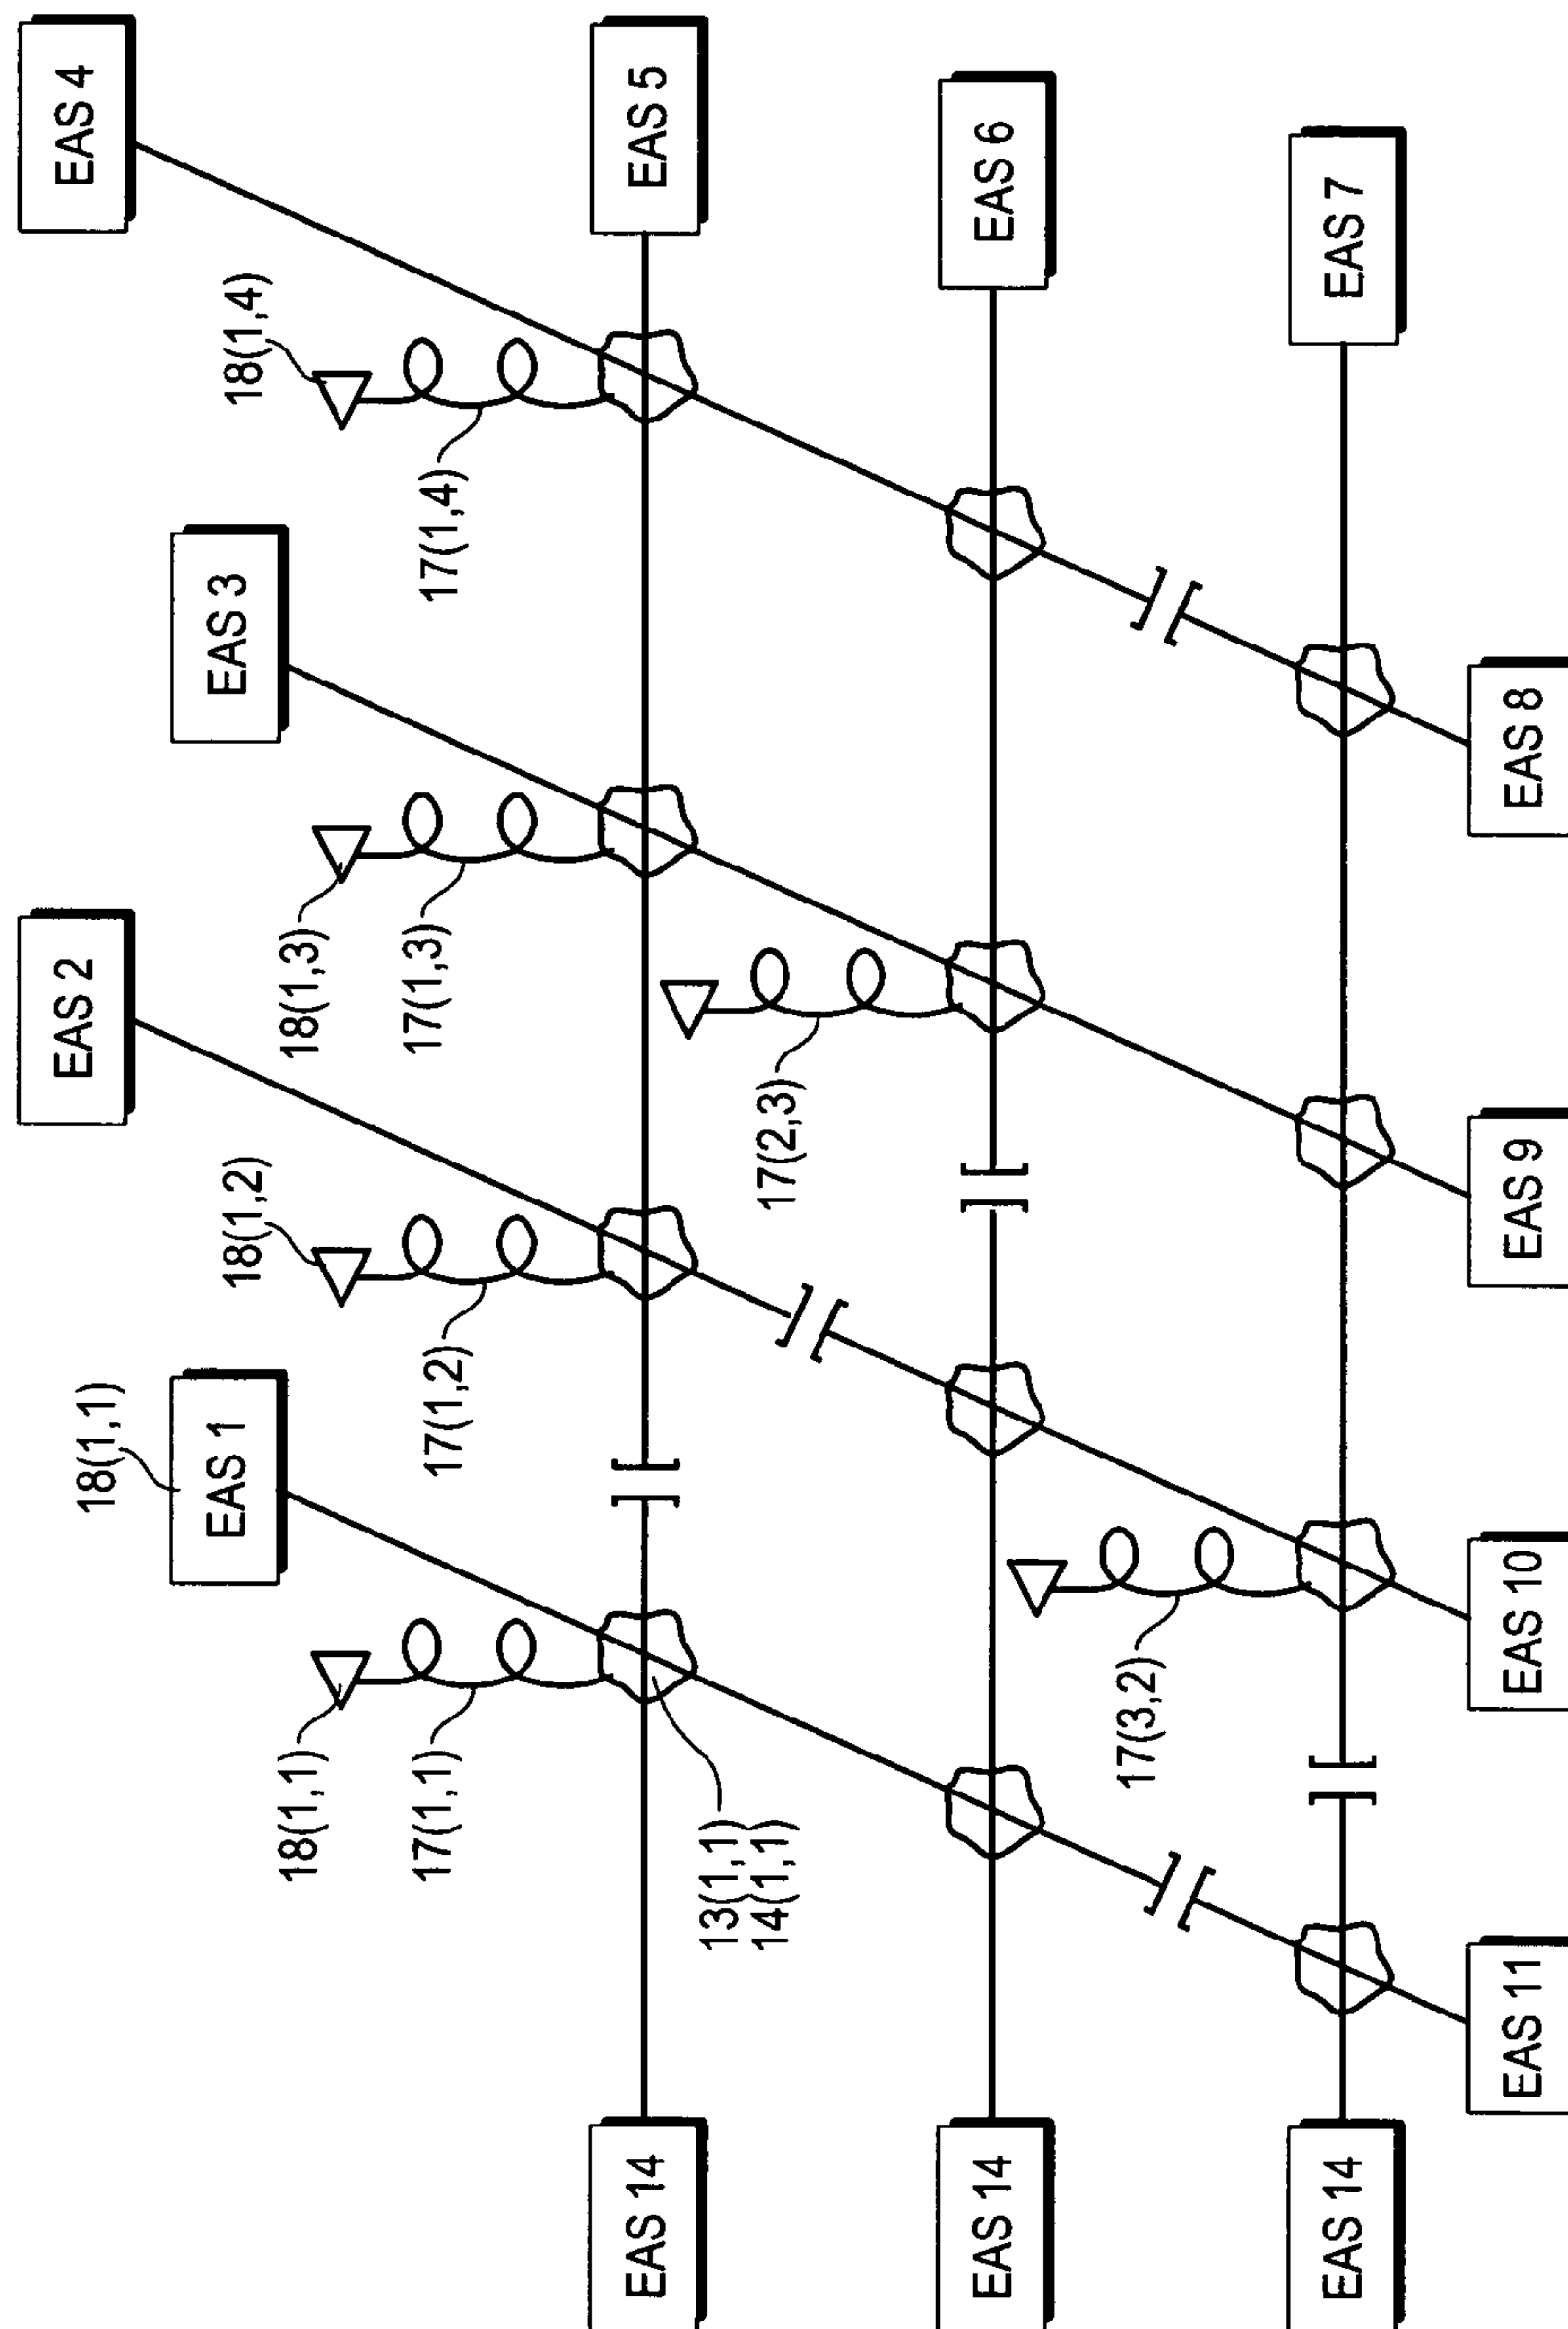 EAS 4
EAS 3
EAS 2
18(1,1)
EAS 1
18(1,4)
17(1,4)
18(1,3)
17(1,3)
18(1,2)
17(1,2)
18(1,1)
17(1,1)
EAS 5
EAS 14
13(1,1)
14(1,1)
17(2,3)
EAS 6
EAS 14
17(3,2)
EAS 7
EAS 14
EAS 11
EAS 10
EAS 9
EAS 8